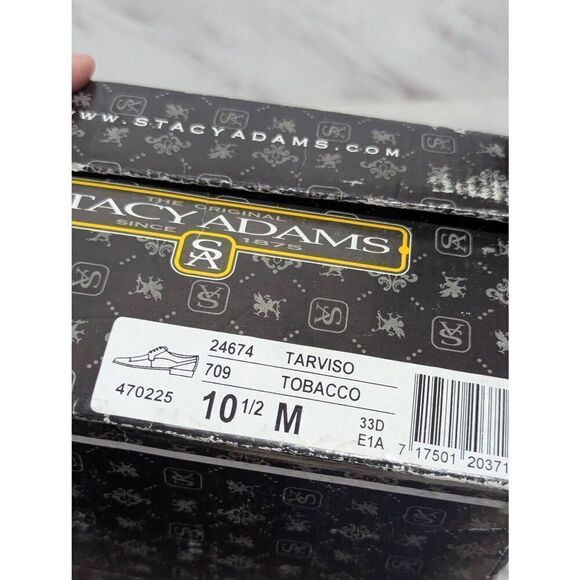 WWW.STACYADAMS.COM
THE ORIGINAL
STACY ADAMS
SINCE SA 1875
24674 TARVISO
709 TOBACCO
470225 10 1/2 M 33D
E1A
7 17501 20371